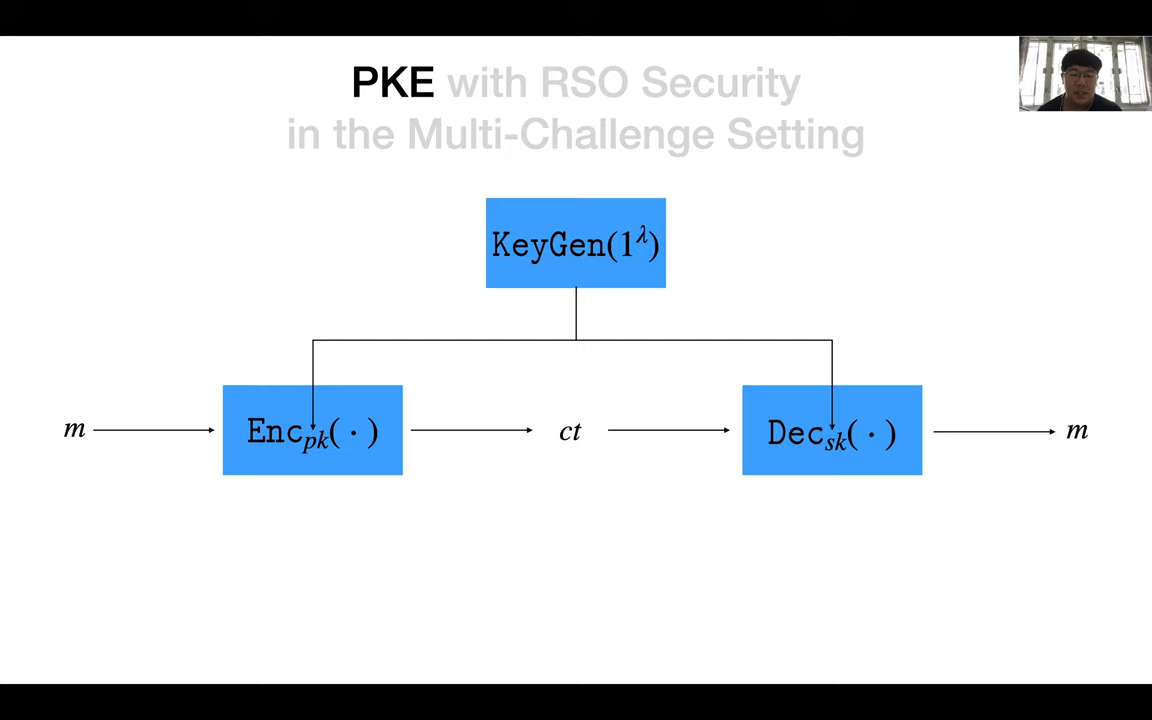 PKE with RSO Security
in the Multi-Challenge Setting
KeyGen(1^λ)
m
Enc_pk(·)
ct
Dec_sk(·)
m